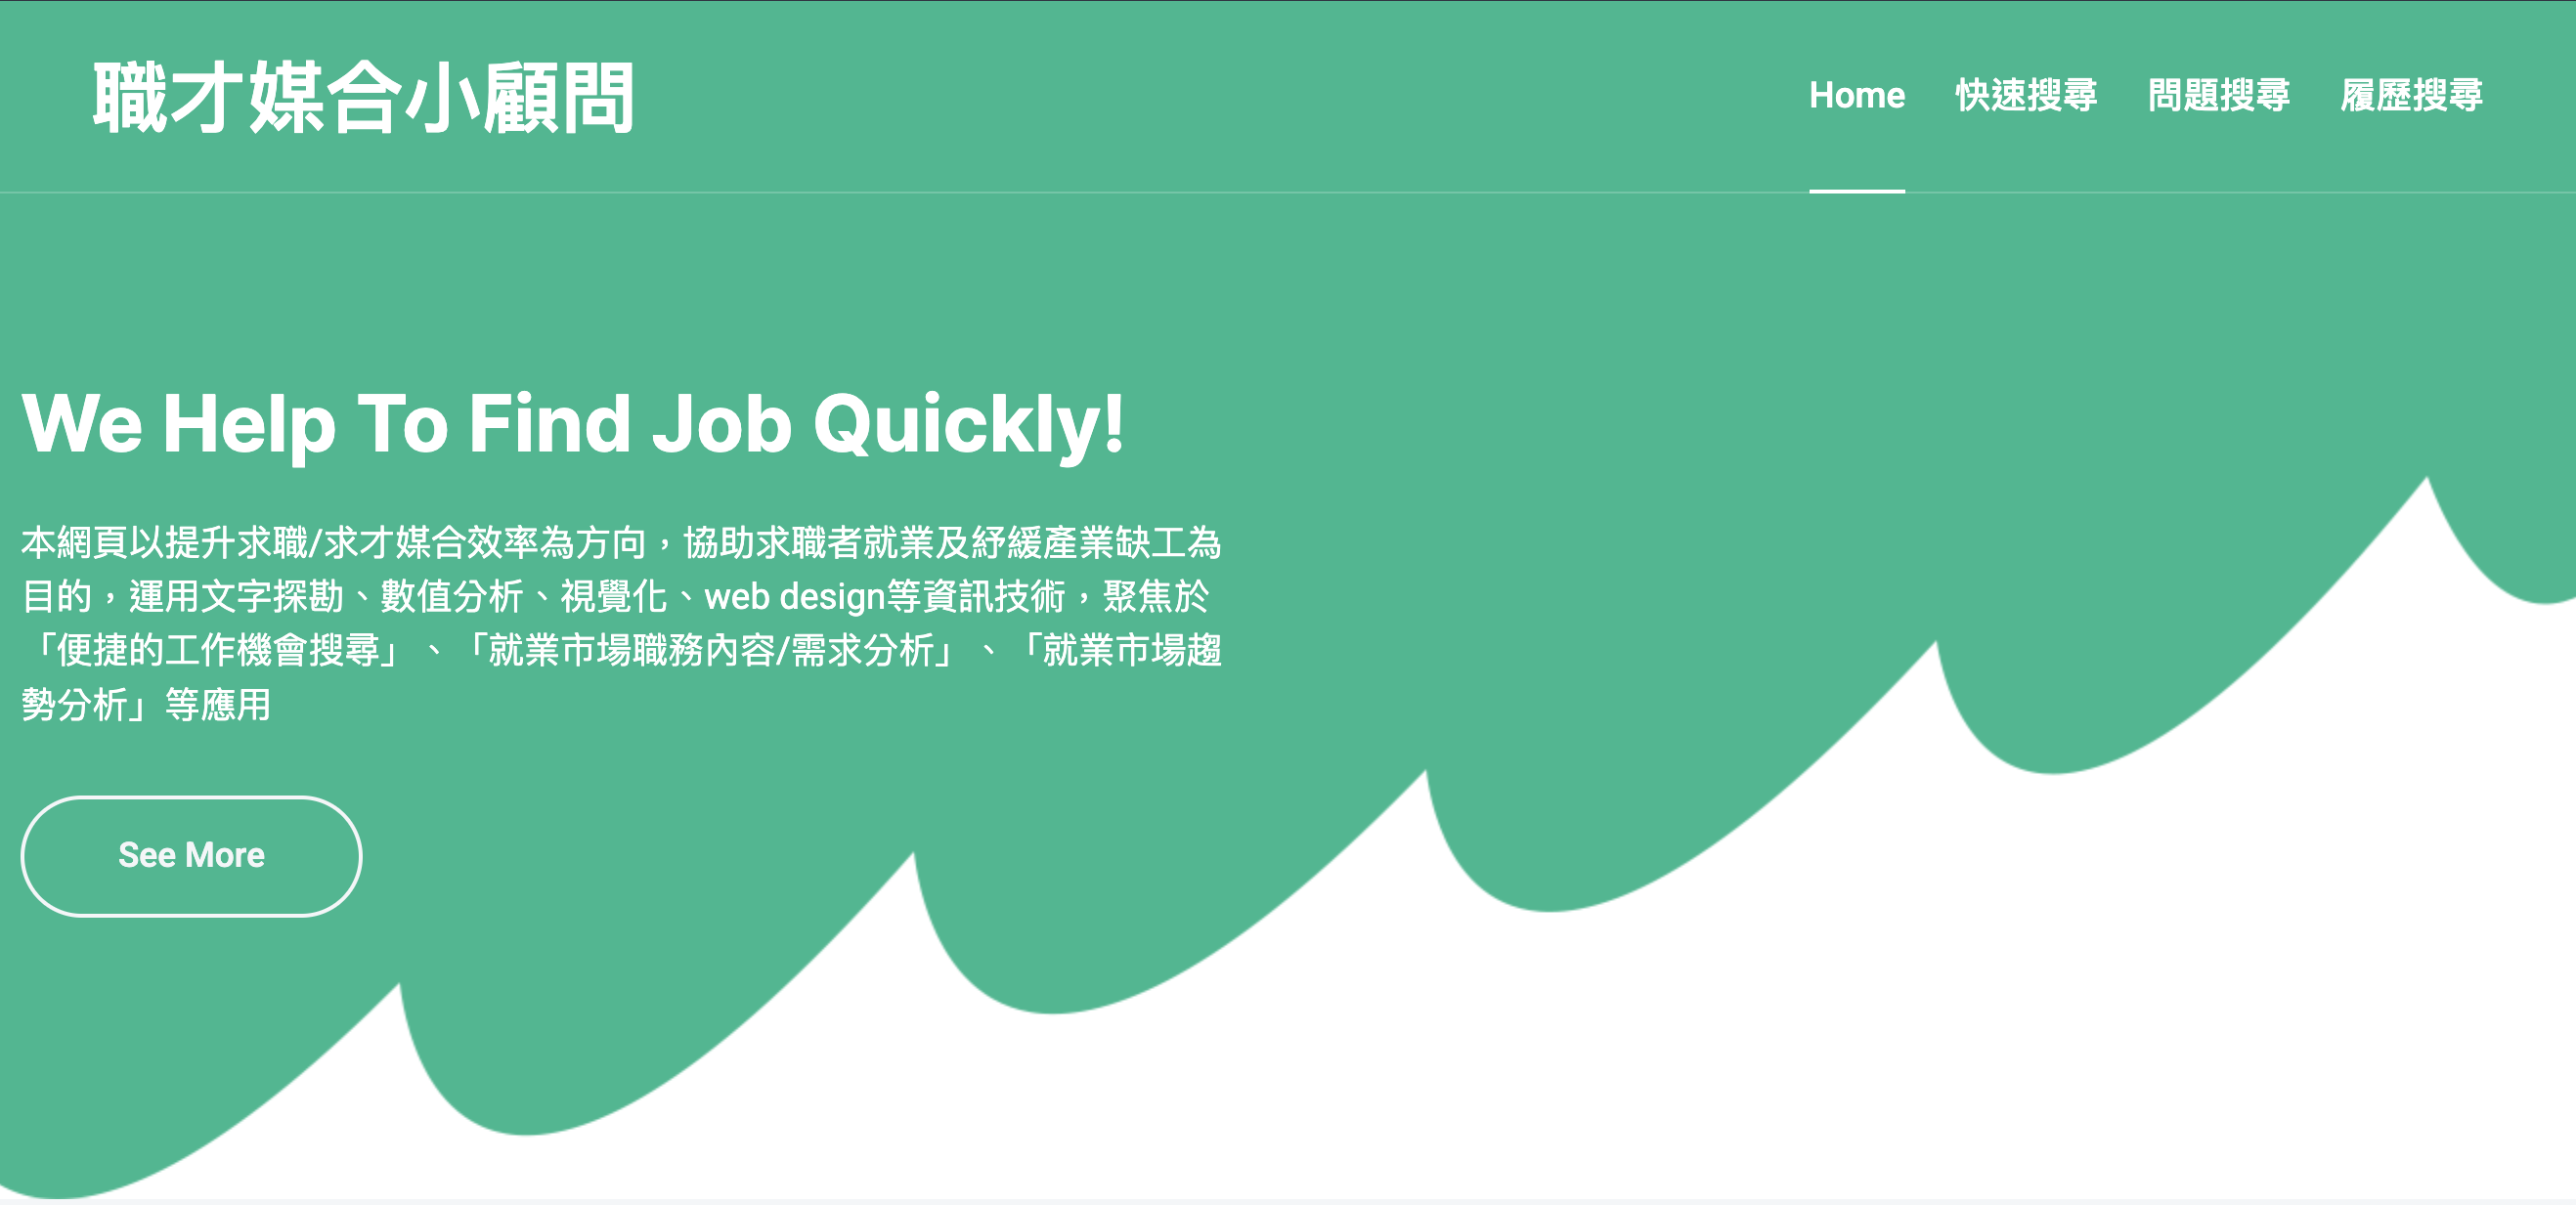 職才媒合小顧問
Home 快速搜尋 問題搜尋 履歷搜尋
We Help To Find Job Quickly!
本網頁以提升求職/求才媒合效率為方向，協助求職者就業及紓緩產業缺工為
目的，運用文字探勘、數值分析、視覺化、web design等資訊技術，聚焦於
「便捷的工作機會搜尋」、「就業市場職務內容/需求分析」、「就業市場趨
勢分析」等應用
See More